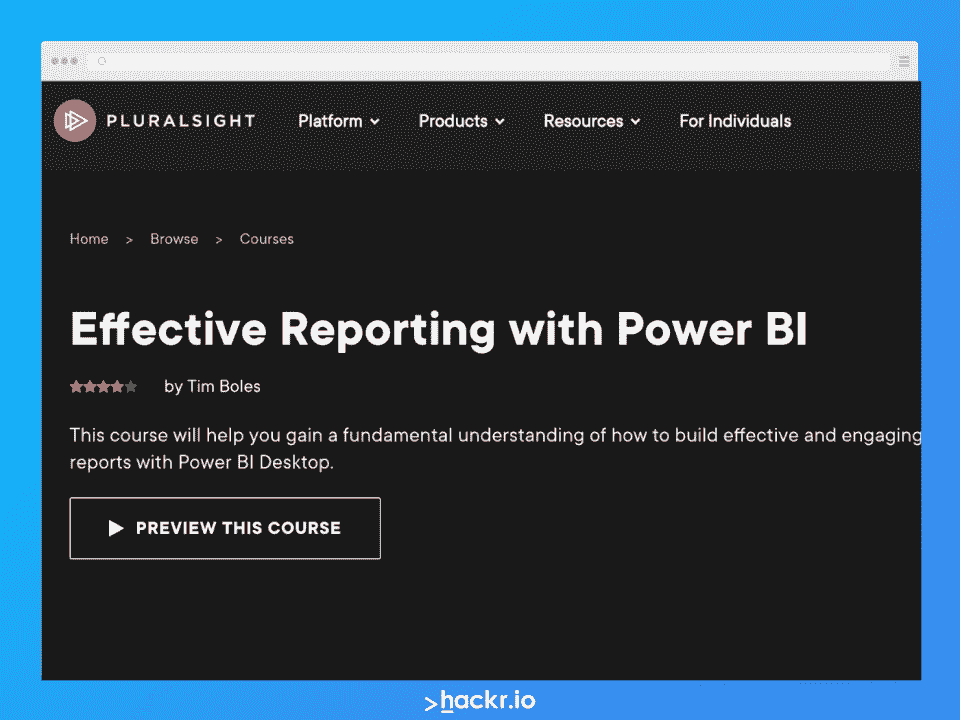 PLURALSIGHT Platform Products Resources For Individuals
Home > Browse > Courses
Effective Reporting with Power BI
by Tim Boles
This course will help you gain a fundamental understanding of how to build effective and engaging
reports with Power BI Desktop.
PREVIEW THIS COURSE
>hackr.io